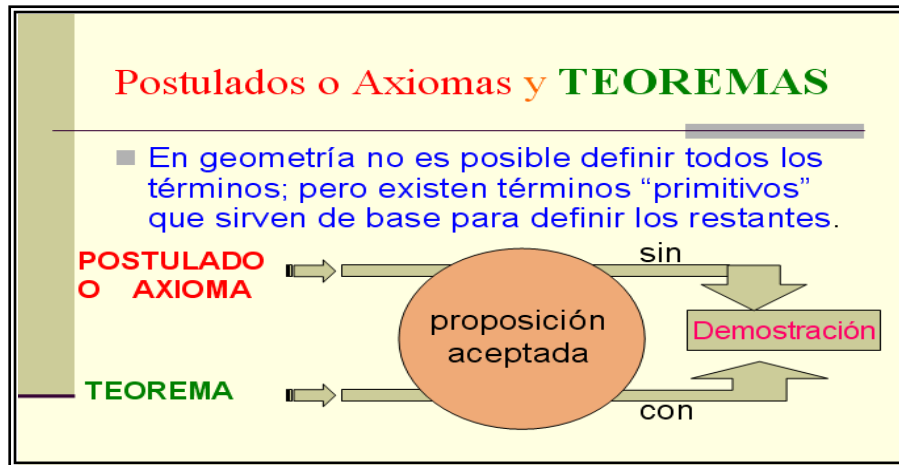 Postulados o Axiomas y TEOREMAS
En geometría no es posible definir todos los
términos; pero existen términos “primitivos”
que sirven de base para definir los restantes.
POSTULADO
O AXIOMA
sin
proposición
aceptada
Demostración
TEOREMA
con